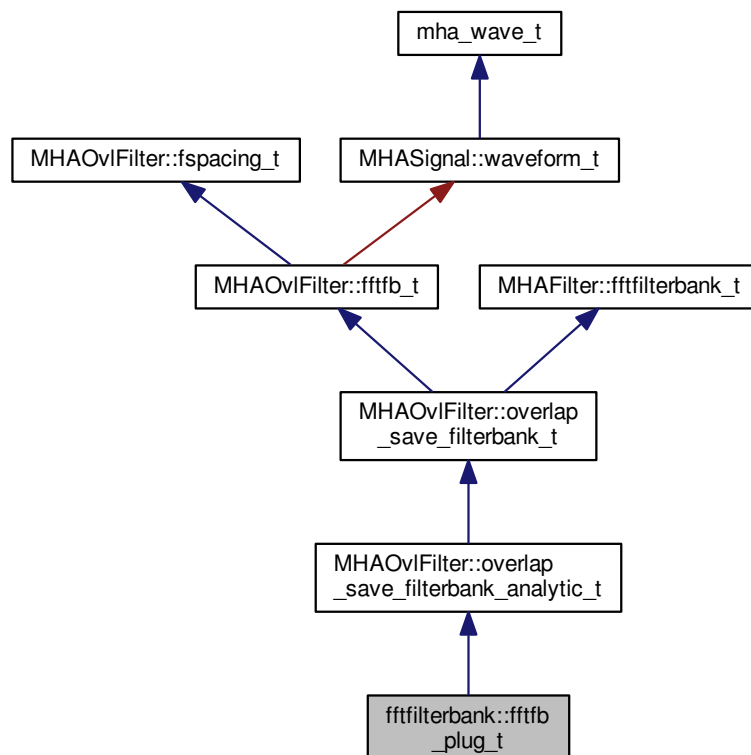 mha_wave_t
MHAOvlFilter::fspacing_t
MHASignal::waveform_t
MHAOvlFilter::fftfb_t
MHAFilter::fftfilterbank_t
MHAOvlFilter::overlap
_save_filterbank_t
MHAOvlFilter::overlap
_save_filterbank_analytic_t
fftfilterbank::fftfb
_plug_t